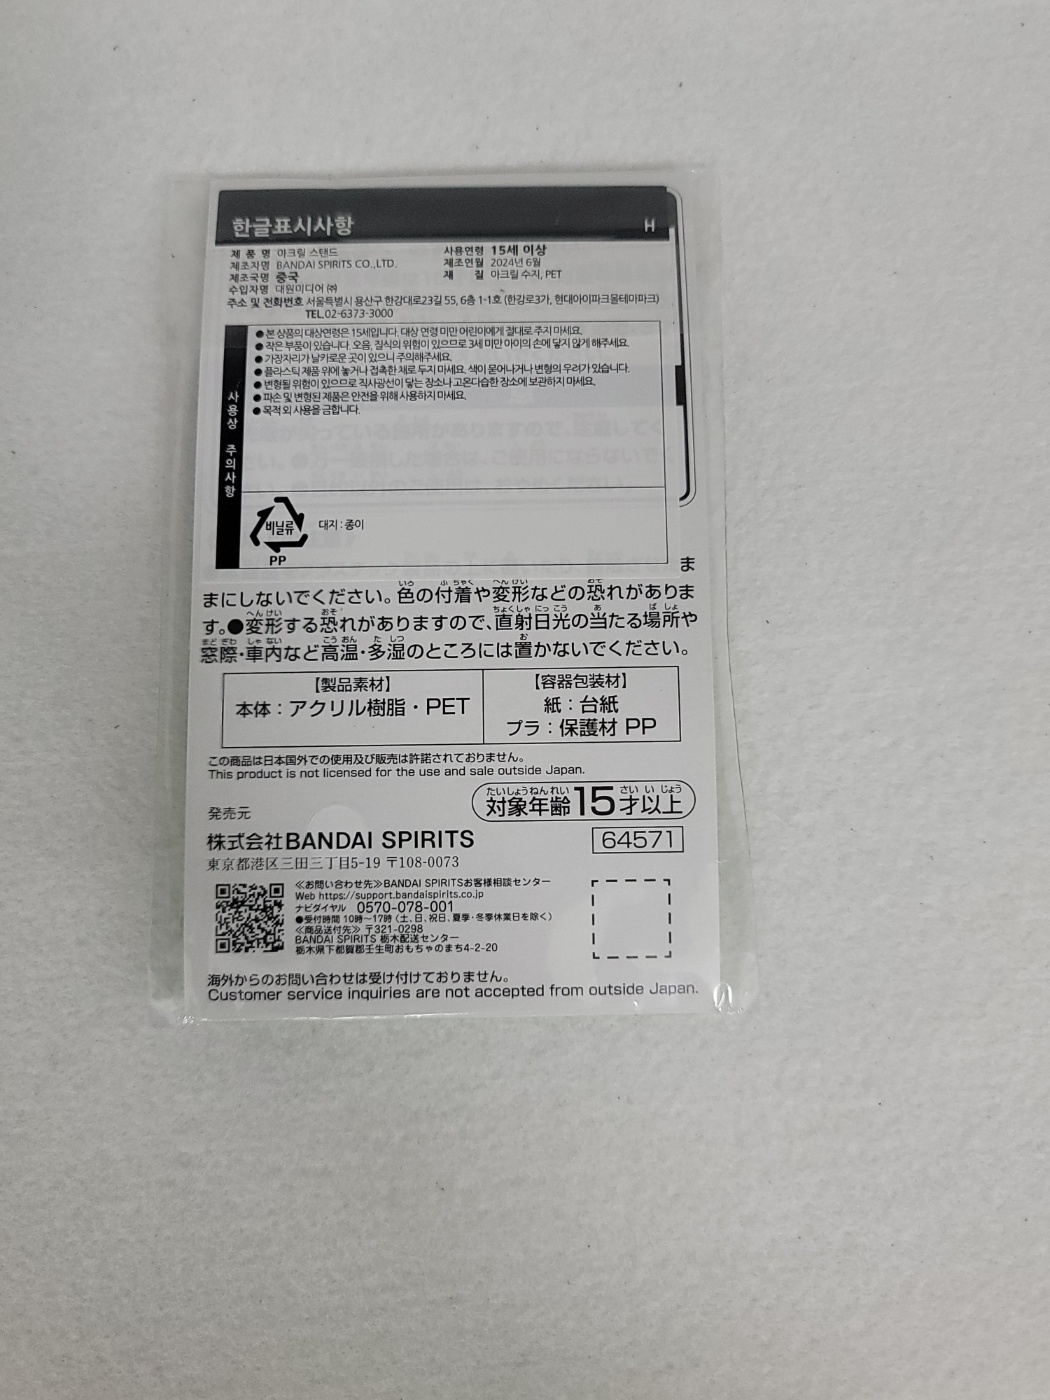 한글표시사항
H
제 품 명 아크릴 스탠드
사용연령 15세 이상
제조자명 BANDAI SPIRITS CO.,LTD.
제조연월 2024년 6월
제조국명 중국
재 질 아크릴 수지, PET
수입자명 대원미디어 ㈜
주소 및 전화번호 서울특별시 용산구 한강대로23길 55, 6층 1-1호 (한강로3가, 현대아이파크몰테마파크)
TEL.02-6373-3000
사용상 주의사항
●본 상품의 대상연령은 15세입니다. 대상 연령 미만 어린이에게 절대로 주지 마세요.
●작은 부품이 있습니다. 오음, 질식의 위험이 있으므로 3세 미만 아이의 손에 닿지 않게 해주세요.
●가장자리가 날카로운 곳이 있으니 주의해주세요.
●플라스틱 제품 위에 놓거나 접촉한 채로 두지 마세요. 색이 묻어나거나 변형의 우려가 있습니다.
●변형될 위험이 있으므로 직사광선이 닿는 장소나 고온다습한 장소에 보관하지 마세요.
●파손 및 변형된 제품은 안전을 위해 사용하지 마세요.
●목적 외 사용을 금합니다.
비닐류
PP
대지 : 종이
ま
まにしないでください。色の付着や変形などの恐れがありま
す。●変形する恐れがありますので、直射日光の当たる場所や
窓際・車内など高温・多湿のところには置かないでください。
【製品素材】
本体：アクリル樹脂・PET
【容器包装材】
紙：台紙
プラ：保護材 PP
この商品は日本国外での使用及び販売は許諾されておりません。
This product is not licensed for the use and sale outside Japan.
対象年齢15才以上
発売元
株式会社BANDAI SPIRITS
64571
東京都港区三田三丁目5-19 〒108-0073
≪お問い合わせ先≫BANDAI SPIRITSお客様相談センター
Web https://support.bandaispirits.co.jp
ナビダイヤル 0570-078-001
●受付時間 10時～17時（土、日、祝日、夏季・冬季休業日を除く）
≪商品送付先≫ 〒321-0298
BANDAI SPIRITS 栃木配送センター
栃木県下都賀郡壬生町おもちゃのまち4-2-20
海外からのお問い合わせは受け付けておりません。
Customer service inquiries are not accepted from outside Japan.